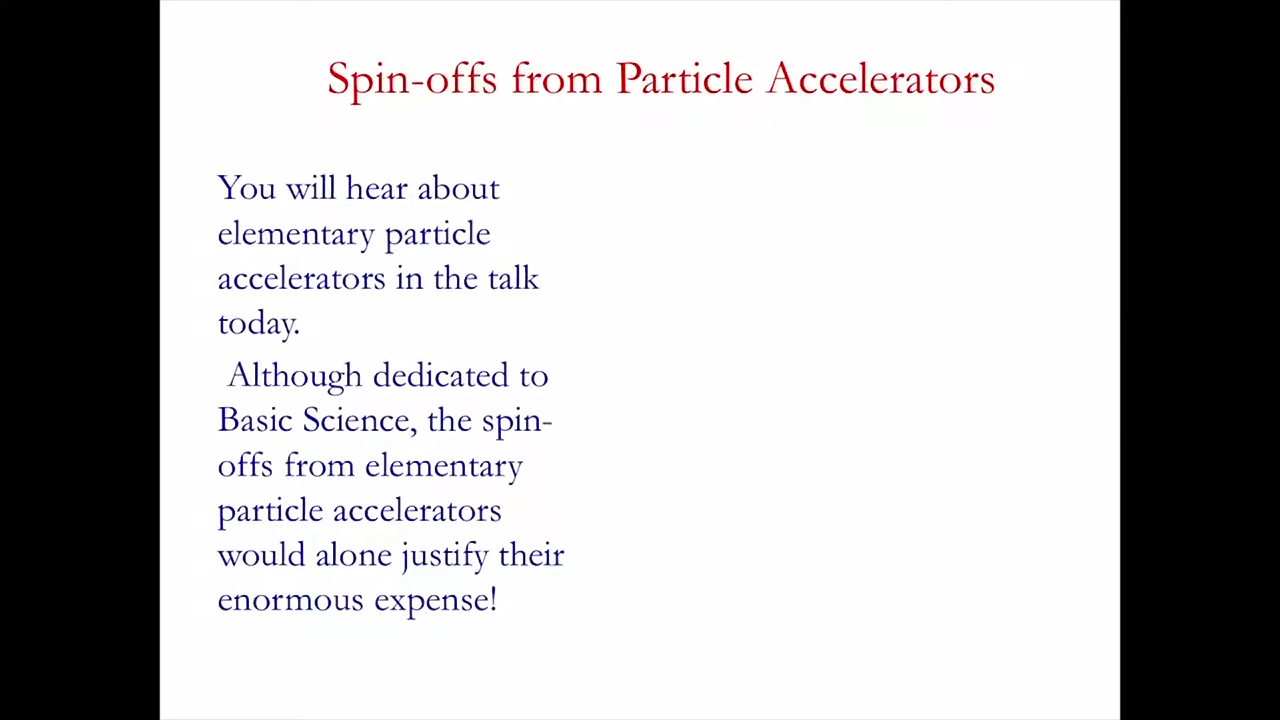 Spin-offs from Particle Accelerators
You will hear about
elementary particle
accelerators in the talk
today.
Although dedicated to
Basic Science, the spin-
offs from elementary
particle accelerators
would alone justify their
enormous expense!